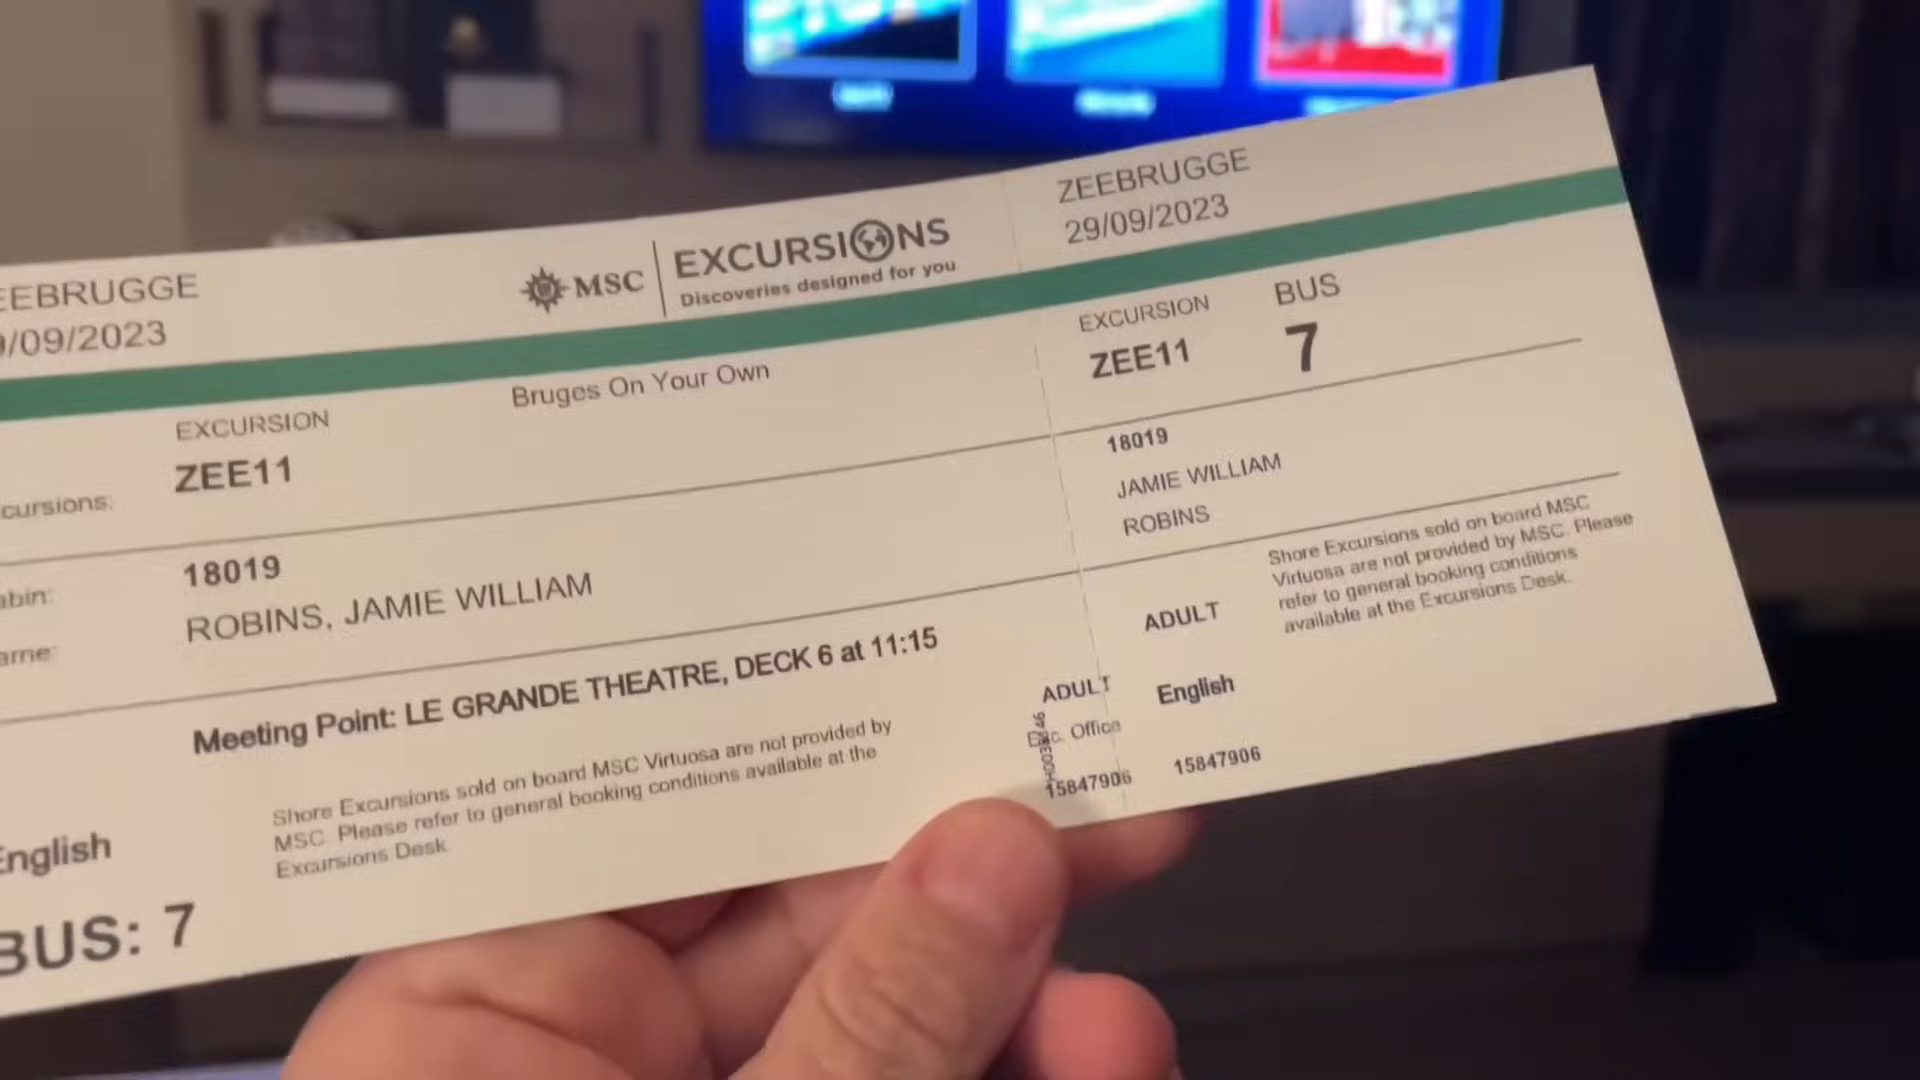 EEBRUGGE
9/09/2023
MSC
EXCURSIONS
Discoveries designed for you
Bruges On Your Own
EXCURSION
cursions:
ZEE11
abin:
18019
ame:
ROBINS, JAMIE WILLIAM
Meeting Point: LE GRANDE THEATRE, DECK 6 at 11:15
Shore Excursions sold on board MSC Virtuosa are not provided by
MSC. Please refer to general booking conditions available at the
Excursions Desk.
English
BUS: 7
ADULT
Exc. Office
15847906
ZEEBRUGGE
29/09/2023
EXCURSION BUS
ZEE11 7
18019
JAMIE WILLIAM
ROBINS
ADULT
English
15847906
Shore Excursions sold on board MSC
Virtuosa are not provided by MSC. Please
refer to general booking conditions
available at the Excursions Desk.